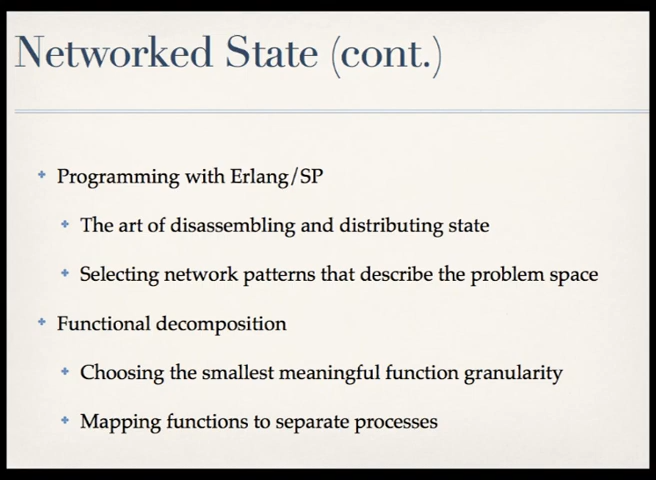 Networked State (cont.)
Programming with Erlang/SP
The art of disassembling and distributing state
Selecting network patterns that describe the problem space
Functional decomposition
Choosing the smallest meaningful function granularity
Mapping functions to separate processes